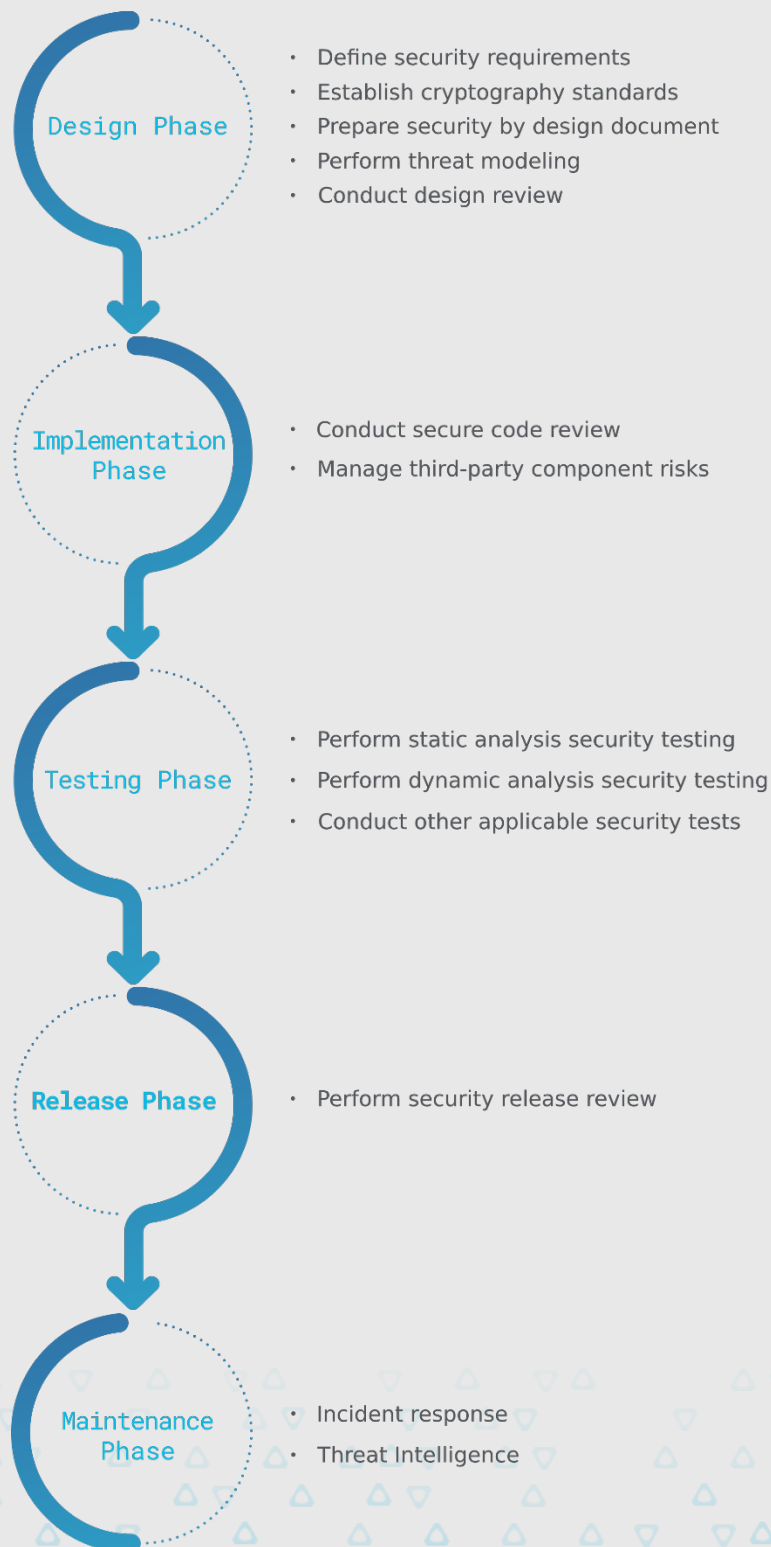 Design Phase
· Define security requirements
· Establish cryptography standards
· Prepare security by design document
· Perform threat modeling
· Conduct design review
Implementation
Phase
· Conduct secure code review
· Manage third-party component risks
Testing Phase
· Perform static analysis security testing
· Perform dynamic analysis security testing
· Conduct other applicable security tests
Release Phase
· Perform security release review
Maintenance
Phase
· Incident response
· Threat Intelligence